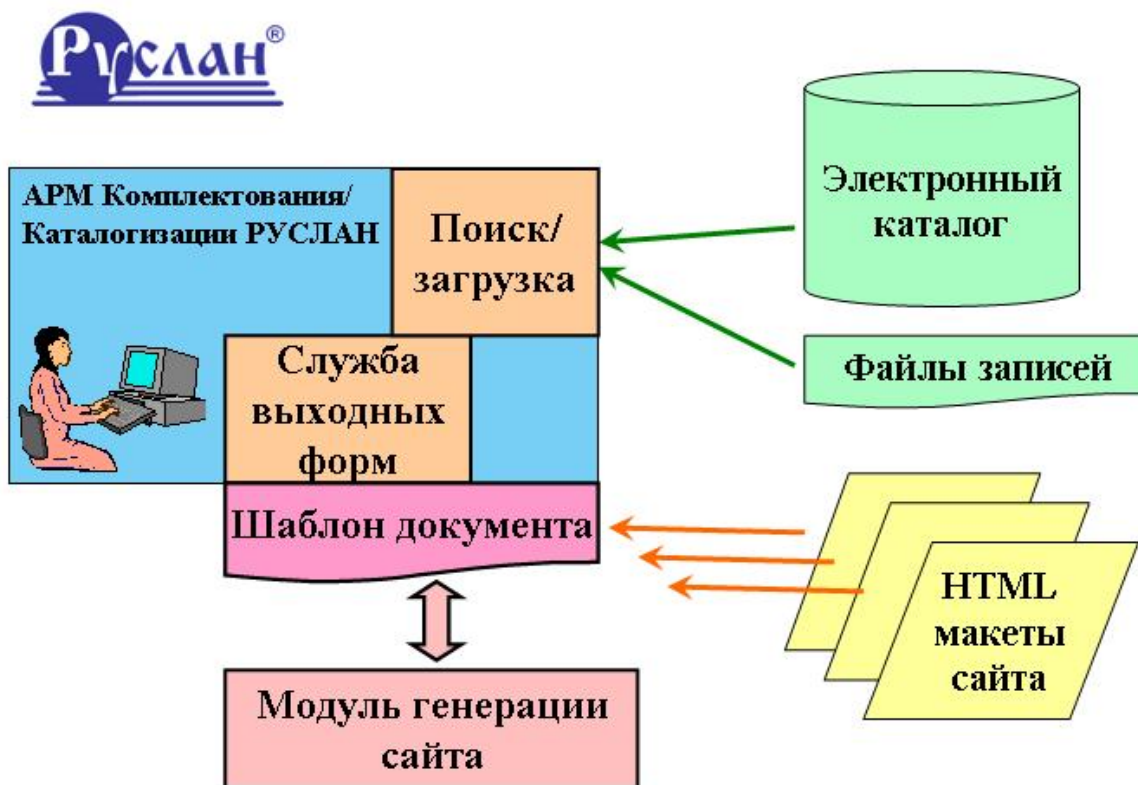 Руслан®
АРМ Комплектования/
Каталогизации РУСЛАН
Поиск/
загрузка
Электронный
каталог
Файлы записей
Служба
выходных
форм
Шаблон документа
HTML
макеты
сайта
Модуль генерации
сайта